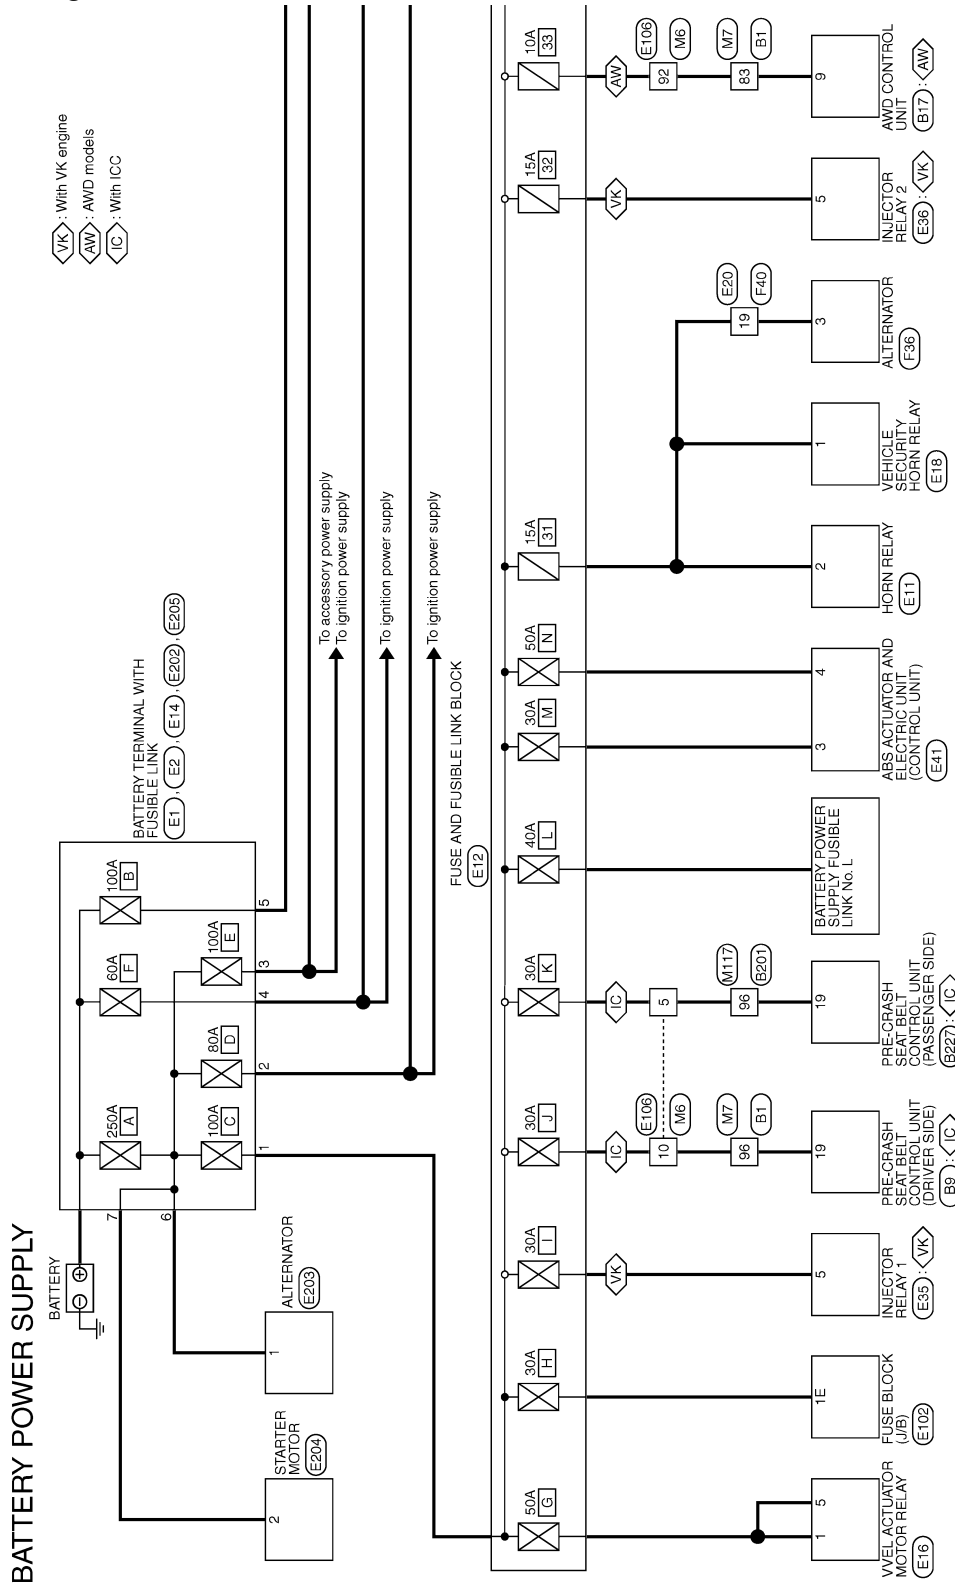 BATTERY POWER SUPPLY
VK : With VK engine
AW : AWD models
IC : With ICC
BATTERY
BATTERY TERMINAL WITH
FUSIBLE LINK
E1 , E2 , E14 , E202 , E205
250A
A
60A
F
100A
B
100A
C
80A
D
100A
E
7
6
1
2
4
3
5
STARTER
MOTOR
E204
2
ALTERNATOR
E203
1
To accessory power supply
To ignition power supply
To ignition power supply
To ignition power supply
FUSE AND FUSIBLE LINK BLOCK
E12
50A
G
30A
H
30A
I
30A
J
30A
K
40A
L
30A
M
50A
N
15A
31
15A
32
10A
33
VK
IC
IC
VK
AW
10
E106
M6
5
96
M7
B1
96
M117
B201
19
E20
F40
92
E106
M6
83
M7
B1
1
5
VVEL ACTUATOR
MOTOR RELAY
E16
1E
FUSE BLOCK
(J/B)
E102
5
INJECTOR
RELAY 1
E35 : VK
19
PRE-CRASH
SEAT BELT
CONTROL UNIT
(DRIVER SIDE)
B9 : IC
19
PRE-CRASH
SEAT BELT
CONTROL UNIT
(PASSENGER SIDE)
B227 : IC
BATTERY POWER
SUPPLY FUSIBLE
LINK No. L
3
4
ABS ACTUATOR AND
ELECTRIC UNIT
(CONTROL UNIT)
E41
2
HORN RELAY
E11
1
VEHICLE
SECURITY
HORN RELAY
E18
3
ALTERNATOR
F36
5
INJECTOR
RELAY 2
E36 : VK
9
AWD CONTROL
UNIT
B17 : AW